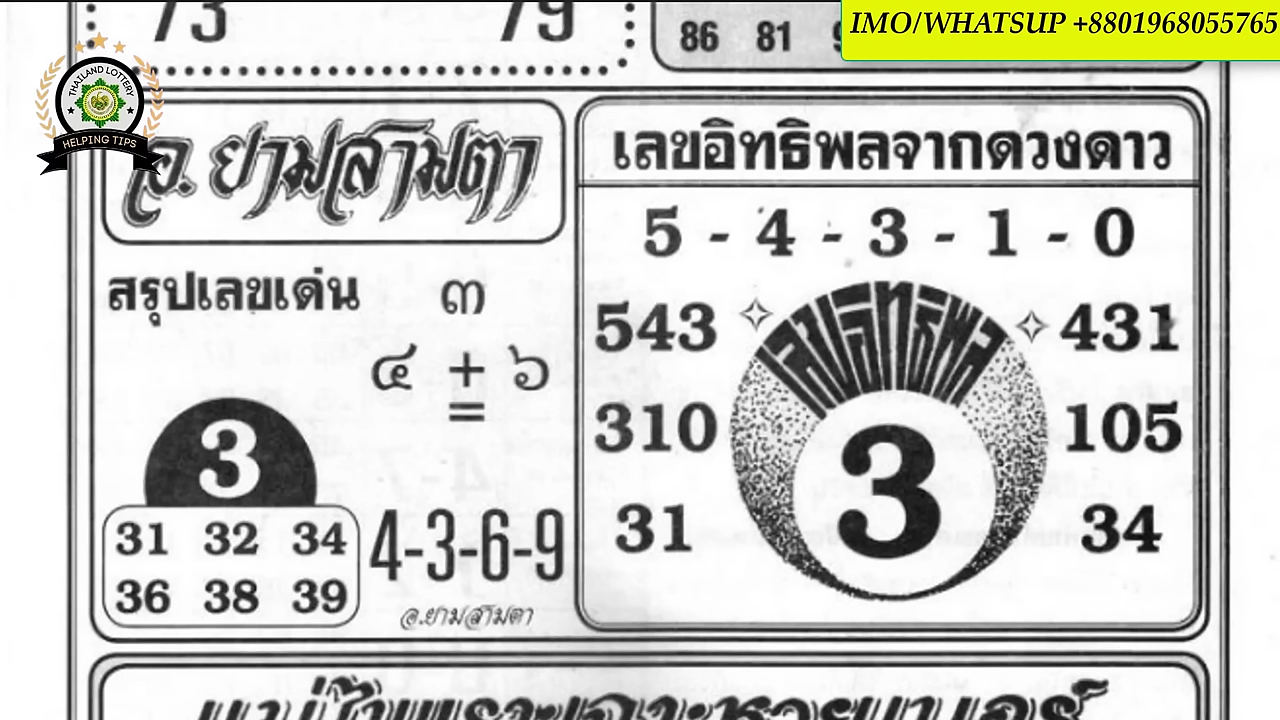 73 79
86 81
IMO/WHATSUP +8801968055765
THAILAND LOTTERY
HELPING TIPS
อ. ยามสามตา
สรุปเลขเด่น ๓
๔ + ๖
=
3
31 32 34
36 38 39
4-3-6-9
อ.ยามสามตา
เลขอิทธิพลจากดวงดาว
5 - 4 - 3 - 1 - 0
เลขอิทธิพล
543 431
310 3 105
31 34